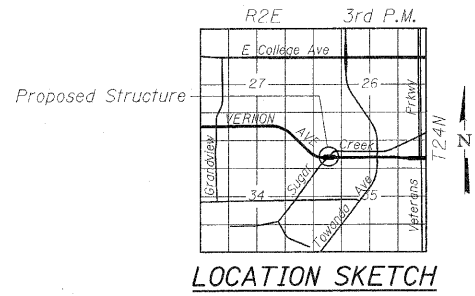 R2E 3rd P.M.
E College Ave
27 26
Proposed Structure
Prkwy
VERNON AVE
Creek
T24N
N
Grandview
Sugar
34 35
Towanda Ave
Veterans
LOCATION SKETCH